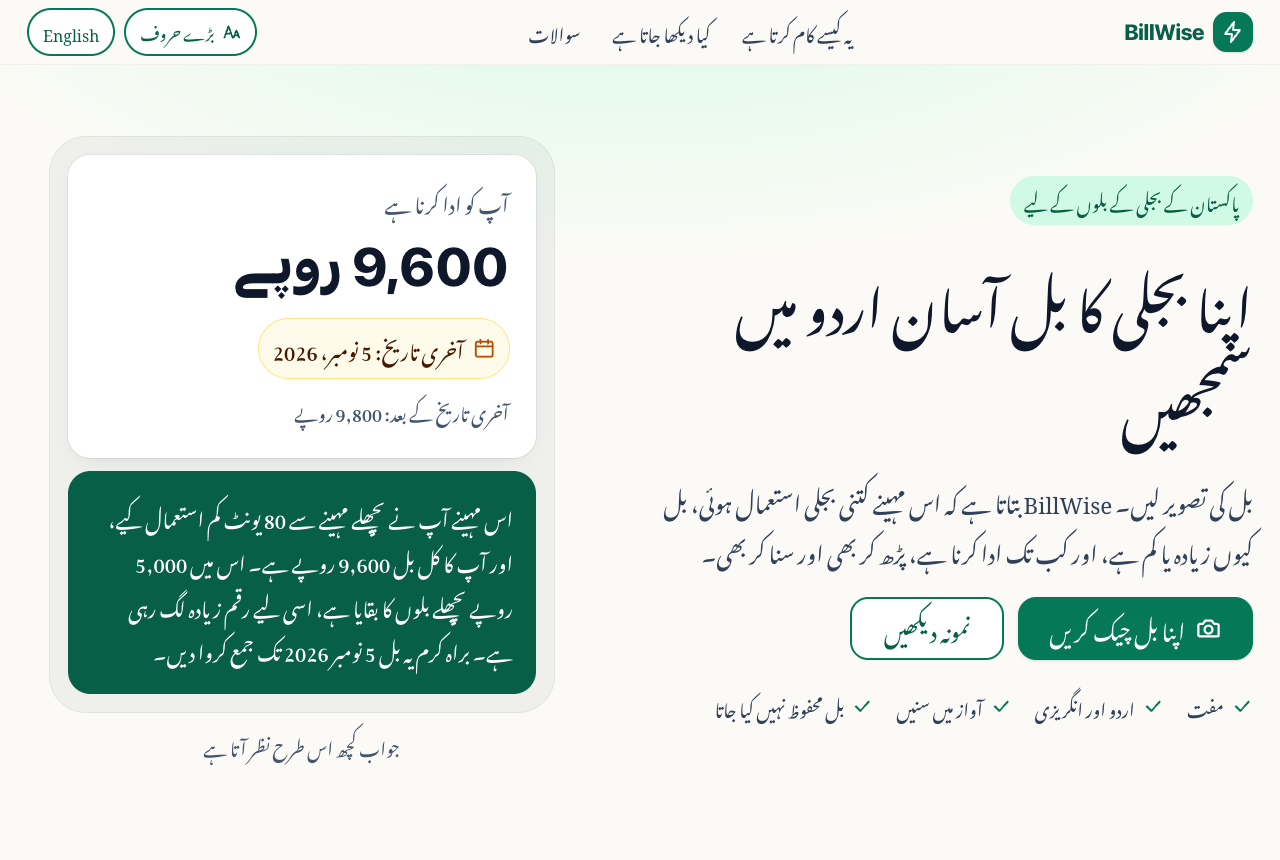 BillWise
یہ کیسے کام کرتا ہے
کیا دیکھا جاتا ہے
سوالات
بڑے حروف
English
پاکستان کے بجلی کے بلوں کے لیے
اپنا بجلی کا بل آسان اردو میں
سمجھیں
بل کی تصویر لیں۔ BillWise بتاتا ہے کہ اس مہینے کتنی بجلی استعمال ہوئی، بل
کیوں زیادہ یا کم ہے، اور کب تک ادا کرنا ہے، پڑھ کر بھی اور سنا کر بھی۔
اپنا بل چیک کریں
نمونہ دیکھیں
مفت
اردو اور انگریزی
آواز میں سنیں
بل محفوظ نہیں کیا جاتا
آپ کو ادا کرنا ہے
9,600 روپے
آخری تاریخ: 5 نومبر، 2026
آخری تاریخ کے بعد: 9,800 روپے
اس مہینے آپ نے پچھلے مہینے سے 80 یونٹ کم استعمال کیے،
اور آپ کا کل بل 9,600 روپے ہے۔ اس میں 5,000
روپے پچھلے بلوں کا بقایا ہے، اسی لیے رقم زیادہ لگ رہی
ہے۔ براہ کرم یہ بل 5 نومبر 2026 تک جمع کروا دیں۔
جواب کچھ اس طرح نظر آتا ہے